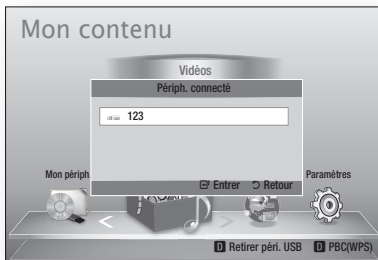 Mon contenu
Vidéos
Périph. connecté
123
Mon périph.
Entrer Retour
Paramètres
D Retirer péri. USB D PBC(WPS)